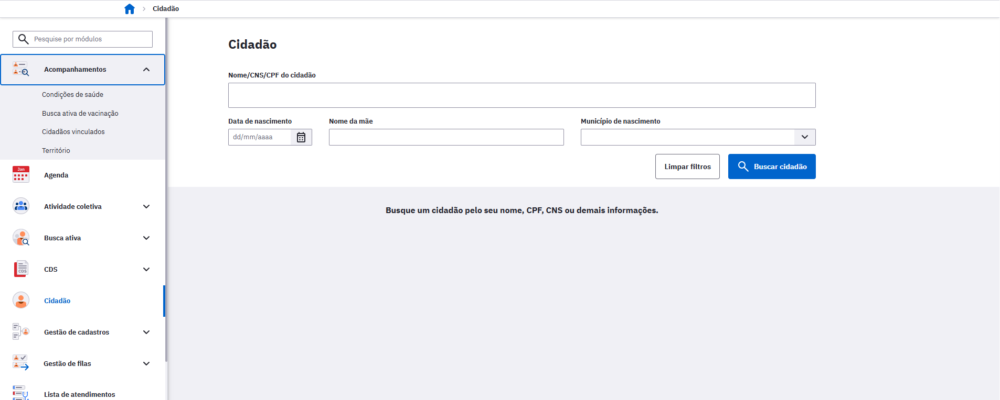 Cidadão
Pesquise por módulos
Acompanhamentos
Condições de saúde
Busca ativa de vacinação
Cidadãos vinculados
Território
Jan
Agenda
Atividade coletiva
Busca ativa
CDS
CDS
Cidadão
Gestão de cadastros
Gestão de filas
Lista de atendimentos
Cidadão
Nome/CNS/CPF do cidadão
Data de nascimento
Nome da mãe
Município de nascimento
dd/mm/aaaa
Limpar filtros
Buscar cidadão
Busque um cidadão pelo seu nome, CPF, CNS ou demais informações.